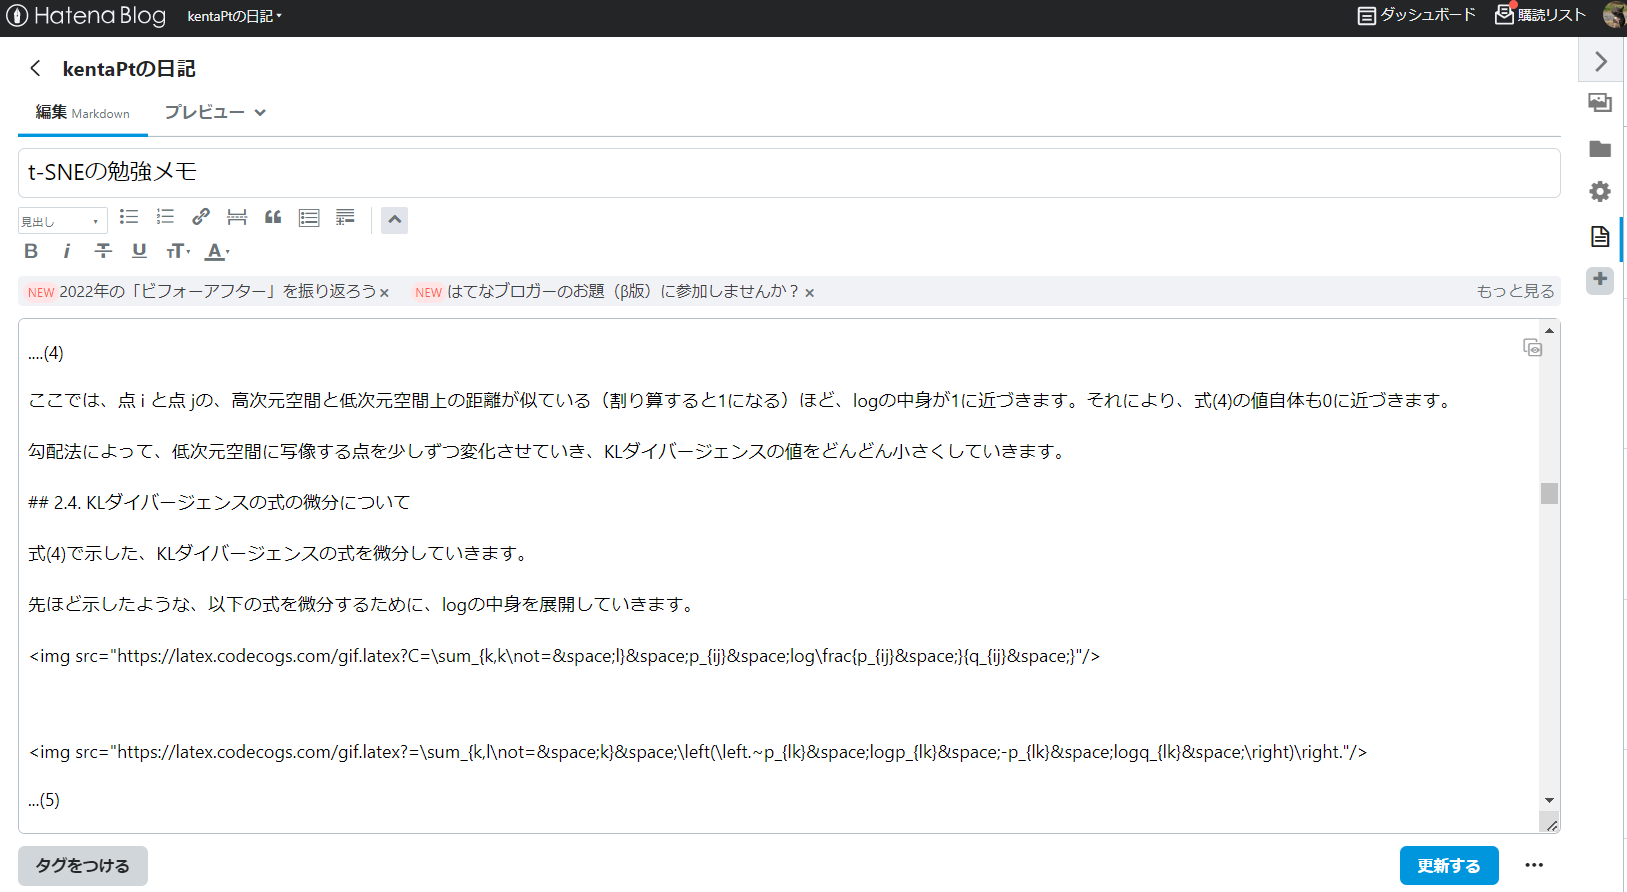 Hatena Blog kentaPtの日記 ダッシュボード 購読リスト
kentaPtの日記
編集 Markdown プレビュー
t-SNEの勉強メモ
見出し
B i T U TT A
NEW 2022年の「ビフォーアフター」を振り返ろう × NEW はてなブロガーのお題（β版）に参加しませんか？ × もっと見る
....(4)
ここでは、点 i と点 jの、高次元空間と低次元空間上の距離が似ている（割り算すると1になる）ほど、logの中身が1に近づきます。それにより、式(4)の値自体も0に近づきます。
勾配法によって、低次元空間に写像する点を少しずつ変化させていき、KLダイバージェンスの値をどんどん小さくしていきます。
## 2.4. KLダイバージェンスの式の微分について
式(4)で示した、KLダイバージェンスの式を微分していきます。
先ほど示したような、以下の式を微分するために、logの中身を展開していきます。
<img src="https://latex.codecogs.com/gif.latex?C=\sum_{k,k\not=&space;l}&space;p_{ij}&space;log\frac{p_{ij}&space;}{q_{ij}&space;}"/>
<img src="https://latex.codecogs.com/gif.latex?=\sum_{k,l\not=&space;k}&space;\left(\left.~p_{lk}&space;logp_{lk}&space;-p_{lk}&space;logq_{lk}&space;\right)\right."/>
...(5)
タグをつける 更新する